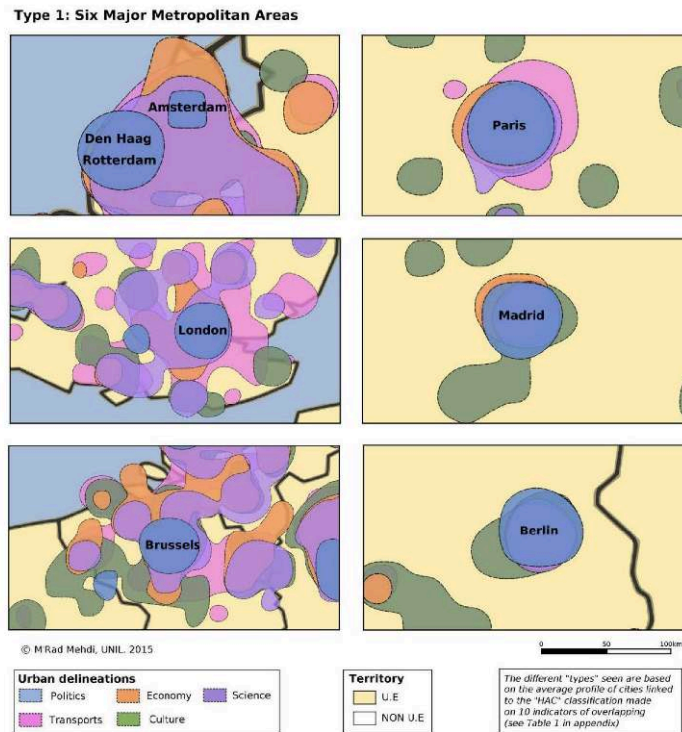 Type 1: Six Major Metropolitan Areas
Amsterdam
Den Haag
Rotterdam
Paris
London
Madrid
Brussels
Berlin
© M'Rad Mehdi, UNIL. 2015
0 50 100km
Urban delineations
Politics
Economy
Science
Transports
Culture
Territory
U.E
NON U.E
The different "types" seen are based
on the average profile of cities linked
to the "HAC" classification made
on 10 indicators of overlapping
(see Table 1 in appendix)